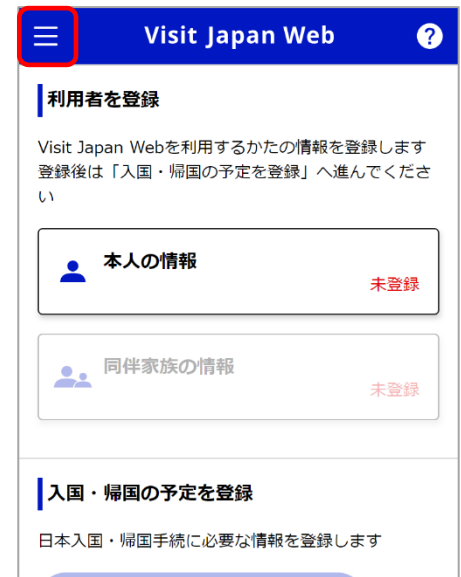 Visit Japan Web
?
利用者を登録
Visit Japan Webを利用するかたの情報を登録します
登録後は「入国・帰国の予定を登録」へ進んでくださ
い
本人の情報
未登録
同伴家族の情報
未登録
入国・帰国の予定を登録
日本入国・帰国手続に必要な情報を登録します